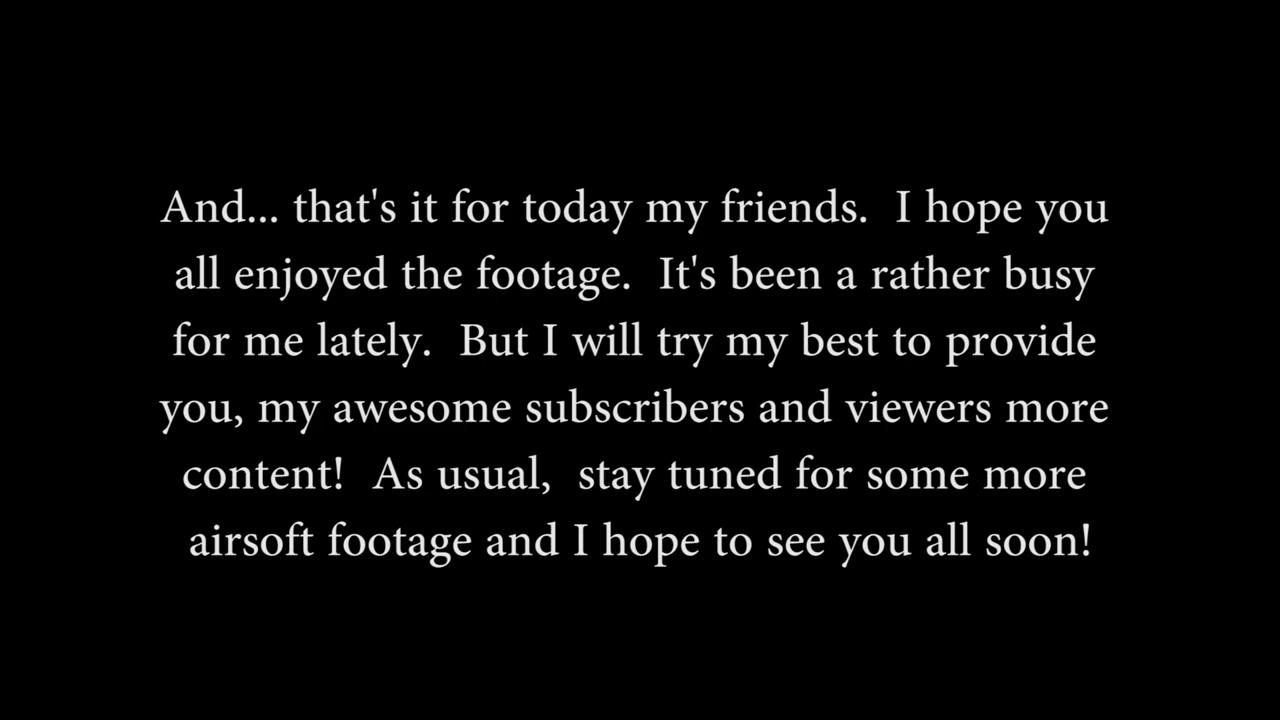 And... that's it for today my friends.  I hope you
all enjoyed the footage.  It's been a rather busy
for me lately.  But I will try my best to provide
you, my awesome subscribers and viewers more
content!  As usual,  stay tuned for some more
airsoft footage and I hope to see you all soon!